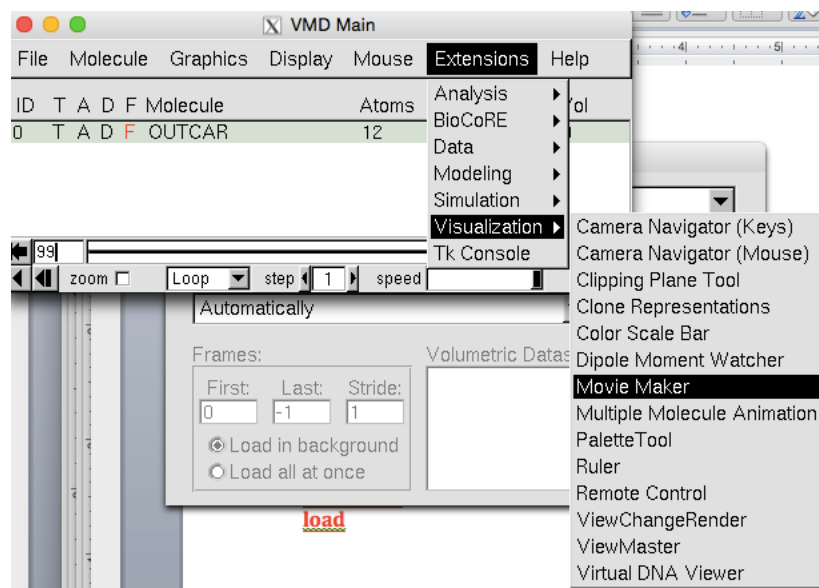 VMD Main
File Molecule Graphics Display Mouse Extensions Help
4 5
ID T A D F Molecule Atoms
0 T A D F OUTCAR 12
Analysis
BioCoRE
Data
Modeling
Simulation
Visualization
Tk Console
Camera Navigator (Keys)
Camera Navigator (Mouse)
Clipping Plane Tool
Clone Representations
Color Scale Bar
Dipole Moment Watcher
Movie Maker
Multiple Molecule Animation
PaletteTool
Ruler
Remote Control
ViewChangeRender
ViewMaster
Virtual DNA Viewer
99
zoom Loop step 1 speed
Automatically
Frames: Volumetric Datas
First: Last: Stride:
0 -1 1
Load in background
Load all at once
load